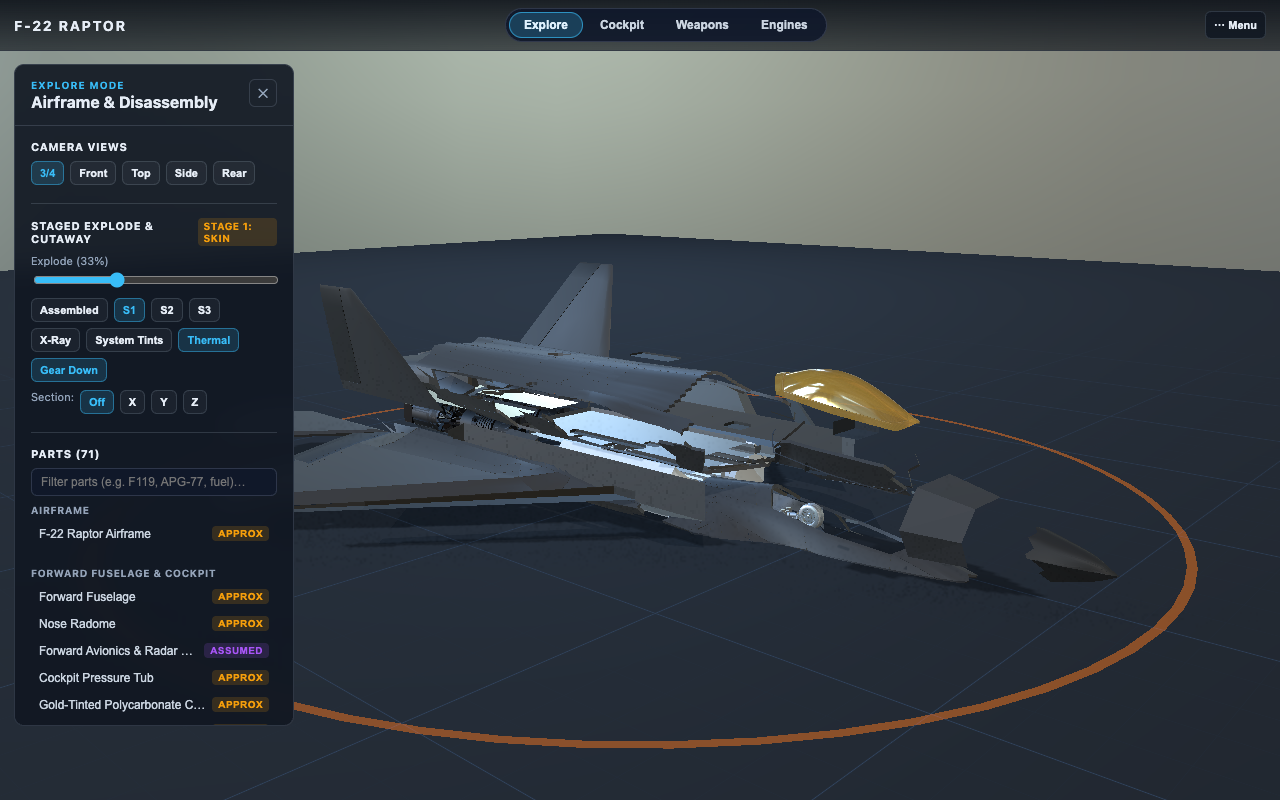 F-22 RAPTOR
Explore
Cockpit
Weapons
Engines
··· Menu
EXPLORE MODE
Airframe & Disassembly
CAMERA VIEWS
3/4
Front
Top
Side
Rear
STAGED EXPLODE &
CUTAWAY
STAGE 1:
SKIN
Explode (33%)
Assembled
S1
S2
S3
X-Ray
System Tints
Thermal
Gear Down
Section:
Off
X
Y
Z
PARTS (71)
Filter parts (e.g. F119, APG-77, fuel)…
AIRFRAME
F-22 Raptor Airframe
APPROX
FORWARD FUSELAGE & COCKPIT
Forward Fuselage
APPROX
Nose Radome
APPROX
Forward Avionics & Radar …
ASSUMED
Cockpit Pressure Tub
APPROX
Gold-Tinted Polycarbonate C…
APPROX